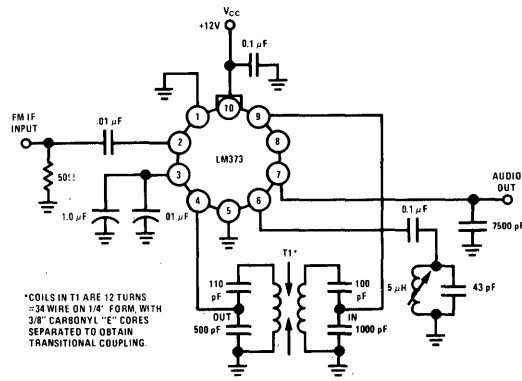 VCC
+12V
0.1 µF
FM IF
INPUT
.01 µF
50Ω
1.0 µF
.01 µF
1
2
3
4
5
6
7
8
9
10
LM373
AUDIO
OUT
0.1 µF
7500 pF
T1*
110
pF
500 pF
OUT
100
pF
IN
1000 pF
5 µH
43 pF
*COILS IN T1 ARE 12 TURNS
=34 WIRE ON 1/4" FORM, WITH
3/8" CARBONYL "E" CORES
SEPARATED TO OBTAIN
TRANSITIONAL COUPLING.